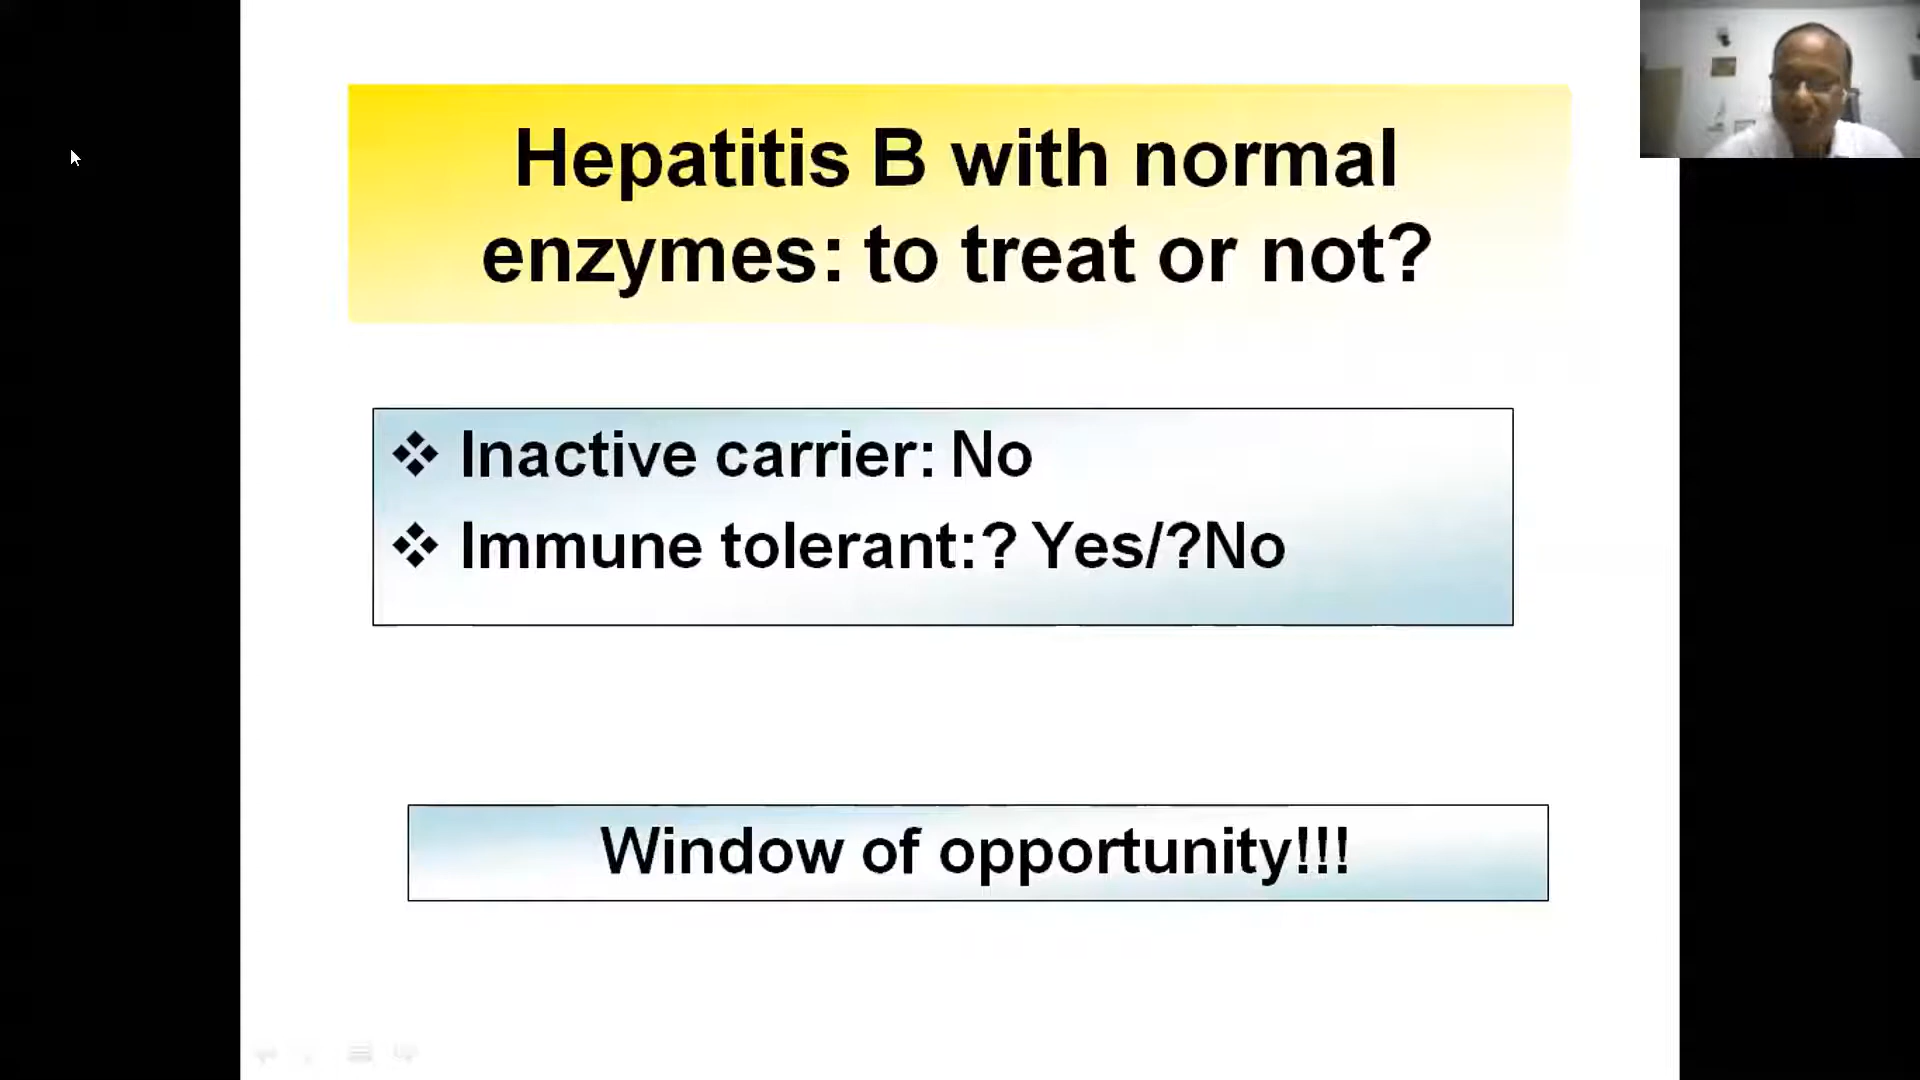 Hepatitis B with normal
enzymes: to treat or not?
❖ Inactive carrier: No
❖ Immune tolerant:? Yes/?No
Window of opportunity!!!